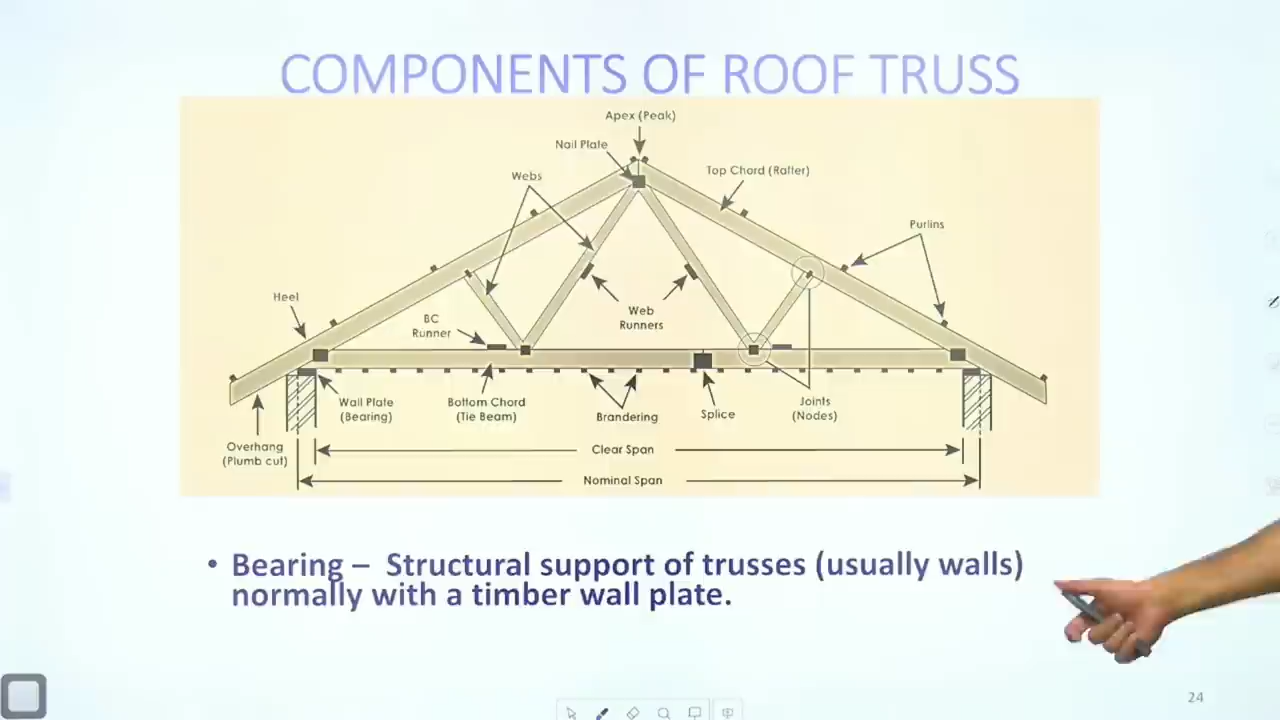 COMPONENTS OF ROOF TRUSS
Apex (Peak)
Nail Plate
Webs
Top Chord (Rafter)
Purlins
Heel
BC
Runner
Web
Runners
Wall Plate
(Bearing)
Bottom Chord
(Tie Beam)
Brandering
Splice
Joints
(Nodes)
Overhang
(Plumb cut)
Clear Span
Nominal Span
• Bearing – Structural support of trusses (usually walls)
normally with a timber wall plate.
24